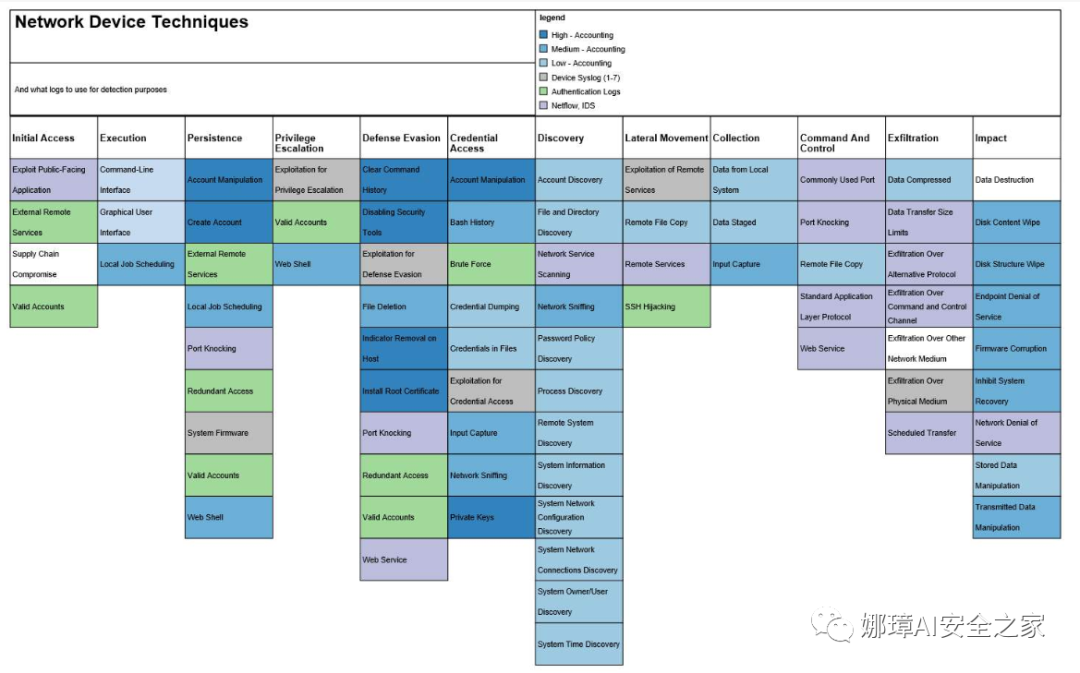 Network Device Techniques
And what logs to use for detection purposes
legend
High - Accounting
Medium - Accounting
Low - Accounting
Device Syslog (1-7)
Authentication Logs
Netflow, IDS
Initial Access
Exploit Public-Facing
Application
External Remote
Services
Supply Chain
Compromise
Valid Accounts
Execution
Command-Line
Interface
Graphical User
Interface
Local Job Scheduling
Persistence
Account Manipulation
Create Account
External Remote
Services
Local Job Scheduling
Port Knocking
Redundant Access
System Firmware
Valid Accounts
Web Shell
Privilege
Escalation
Exploitation for
Privilege Escalation
Valid Accounts
Web Shell
Defense Evasion
Clear Command
History
Disabling Security
Tools
Exploitation for
Defense Evasion
File Deletion
Indicator Removal on
Host
Install Root Certificate
Port Knocking
Redundant Access
Valid Accounts
Web Service
Credential
Access
Account Manipulation
Bash History
Brute Force
Credential Dumping
Credentials in Files
Exploitation for
Credential Access
Input Capture
Network Sniffing
Private Keys
Discovery
Account Discovery
File and Directory
Discovery
Network Service
Scanning
Network Sniffing
Password Policy
Discovery
Process Discovery
Remote System
Discovery
System Information
Discovery
System Network
Configuration
Discovery
System Network
Connections Discovery
System Owner/User
Discovery
System Time Discovery
Lateral Movement
Exploitation of Remote
Services
Remote File Copy
Remote Services
SSH Hijacking
Collection
Data from Local
System
Data Staged
Input Capture
Command And
Control
Commonly Used Port
Port Knocking
Remote File Copy
Standard Application
Layer Protocol
Web Service
Exfiltration
Data Compressed
Data Transfer Size
Limits
Exfiltration Over
Alternative Protocol
Exfiltration Over
Command and Control
Channel
Exfiltration Over Other
Network Medium
Exfiltration Over
Physical Medium
Scheduled Transfer
Impact
Data Destruction
Disk Content Wipe
Disk Structure Wipe
Endpoint Denial of
Service
Firmware Corruption
Inhibit System
Recovery
Network Denial of
Service
Stored Data
Manipulation
Transmitted Data
Manipulation
娜璋AI安全之家